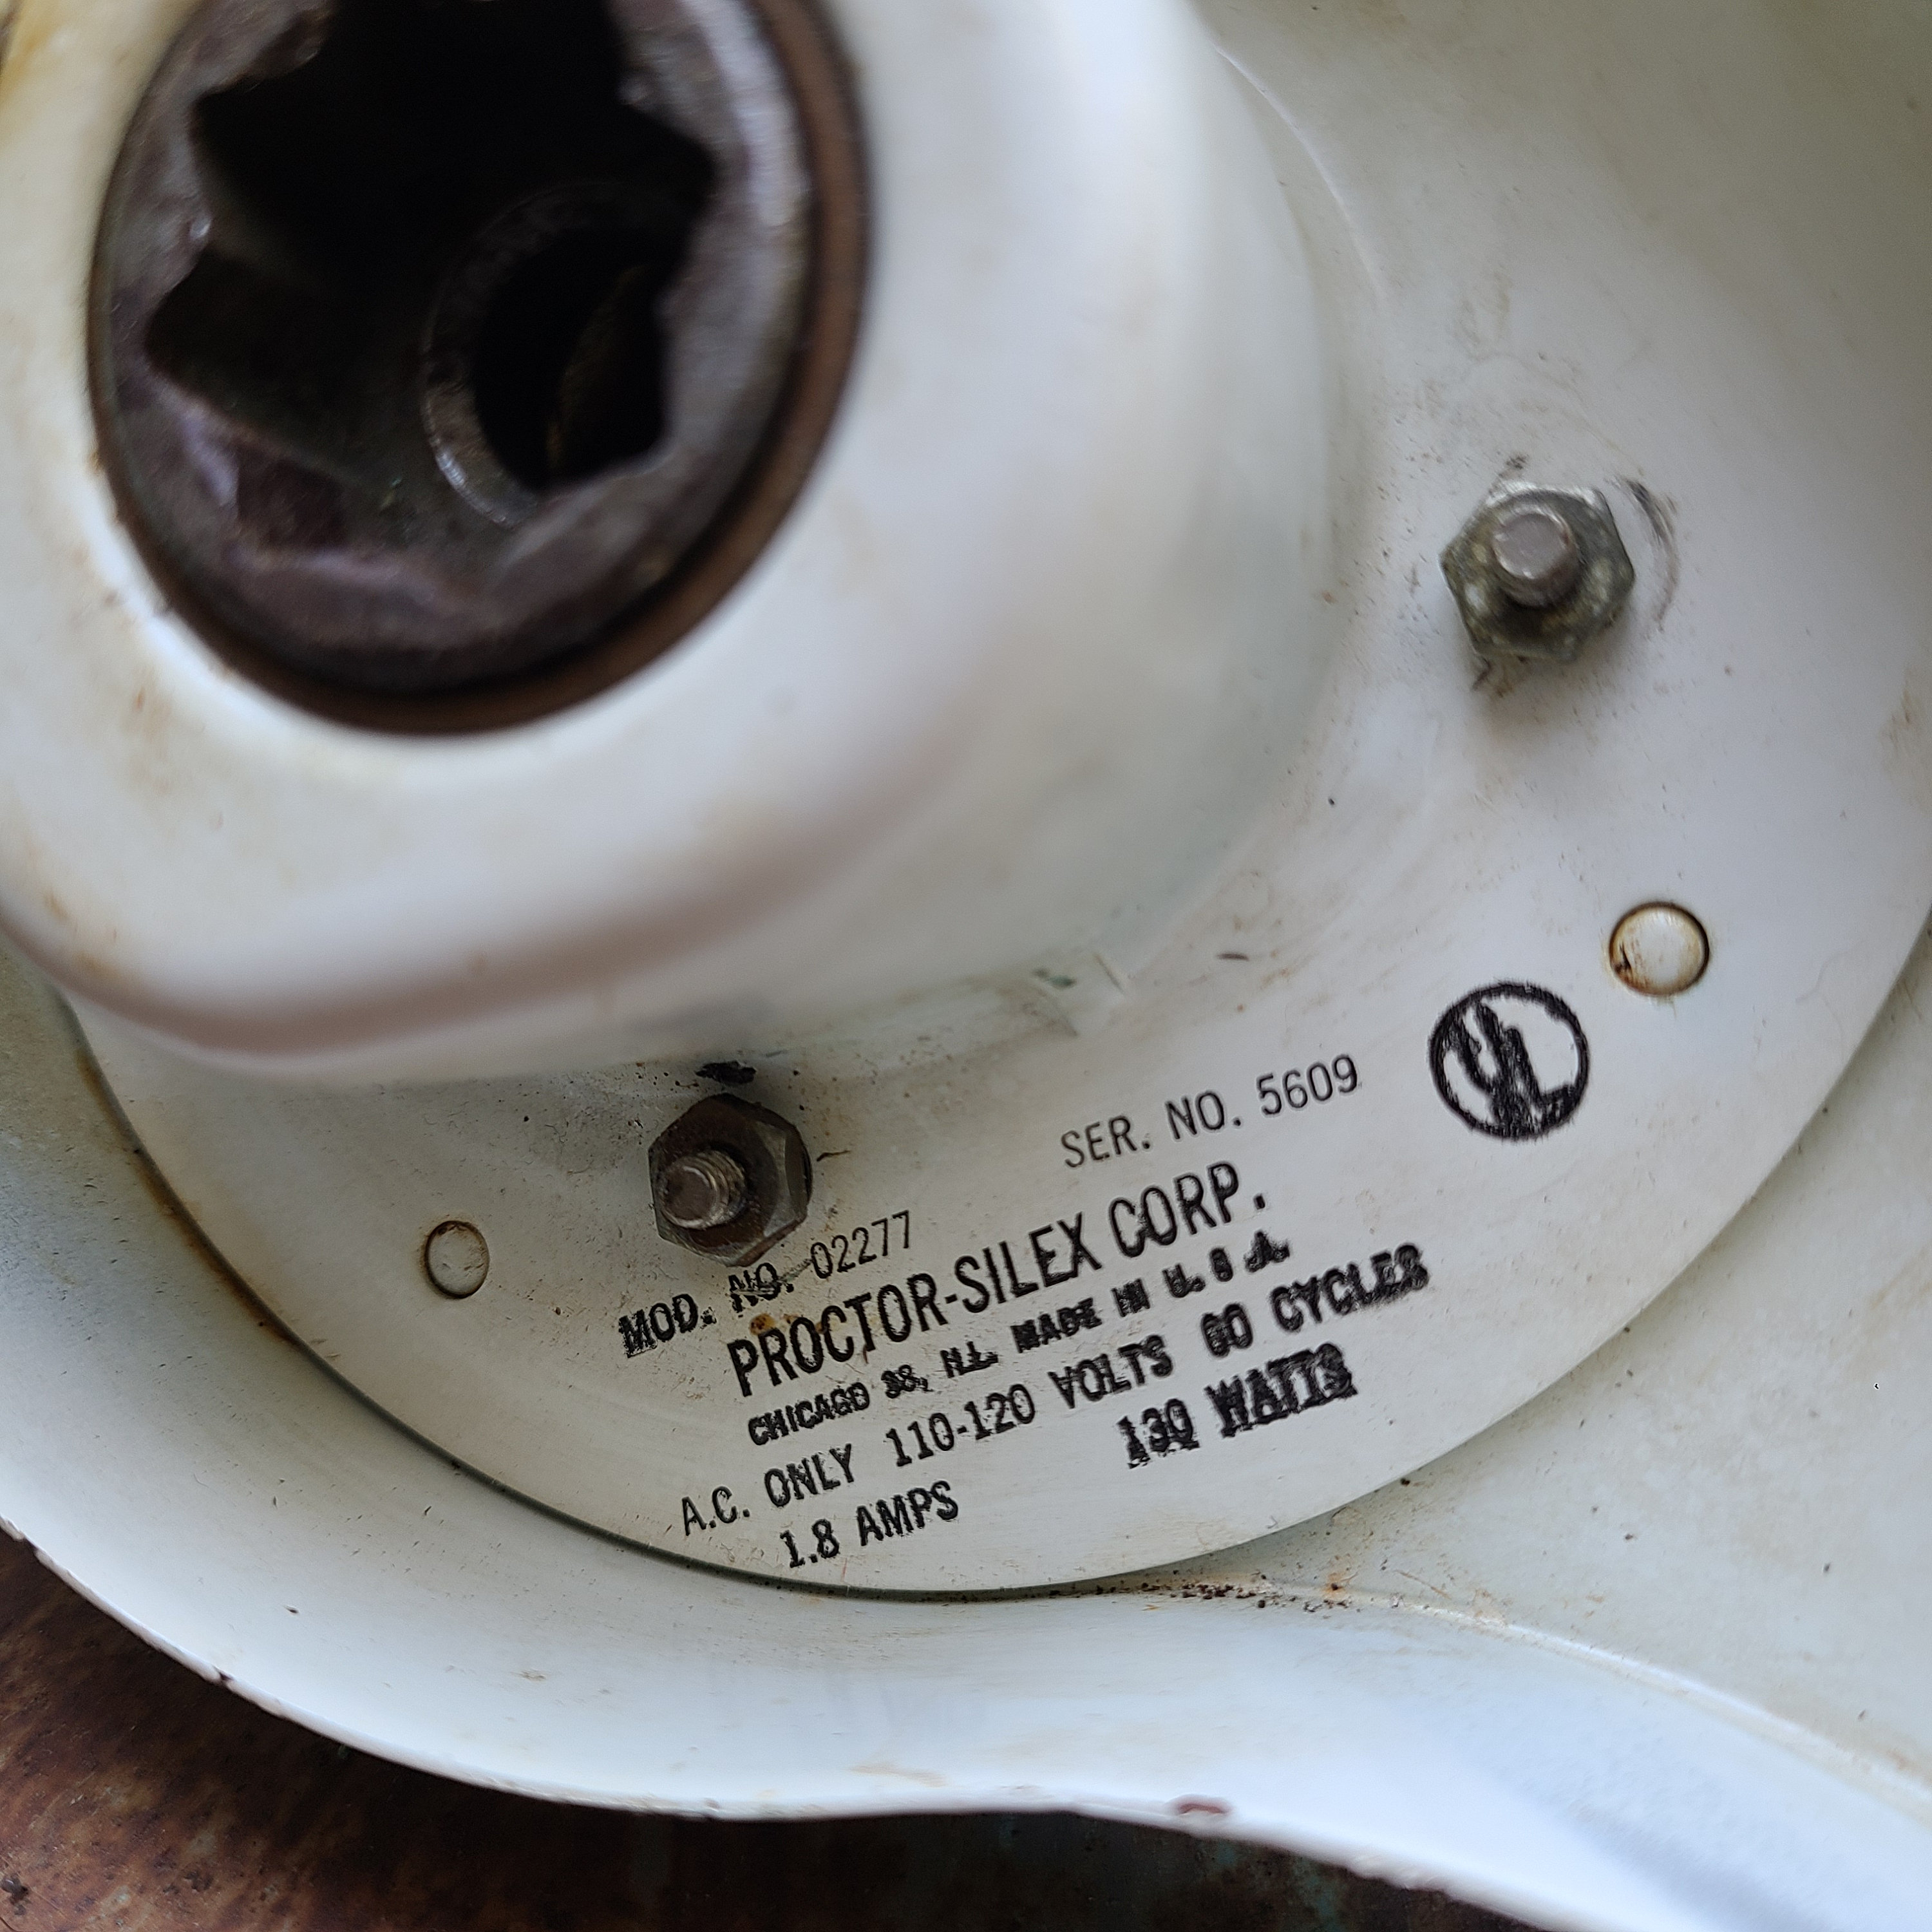 SER. NO. 5609
UL
MOD. NO. 02277
PROCTOR-SILEX CORP.
CHICAGO 38, ILL. MADE IN U. S. A.
A.C. ONLY 110-120 VOLTS 60 CYCLES
1.8 AMPS 130 WATTS